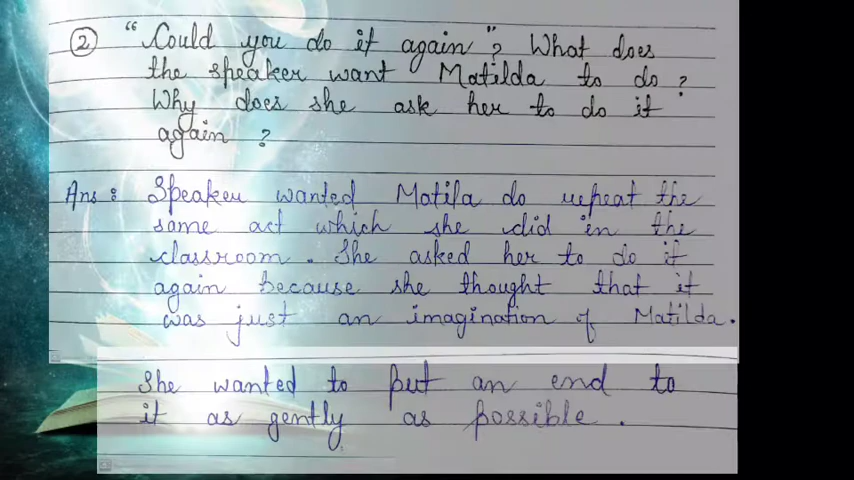 ② "Could you do it again"? What does
the speaker want Matilda to do?
Why does she ask her to do it
again?
Ans: Speaker wanted Matila do repeat the
same act which she did in the
classroom. She asked her to do it
again because she thought that it
was just an imagination of Matilda.
She wanted to put an end to
it as gently as possible.